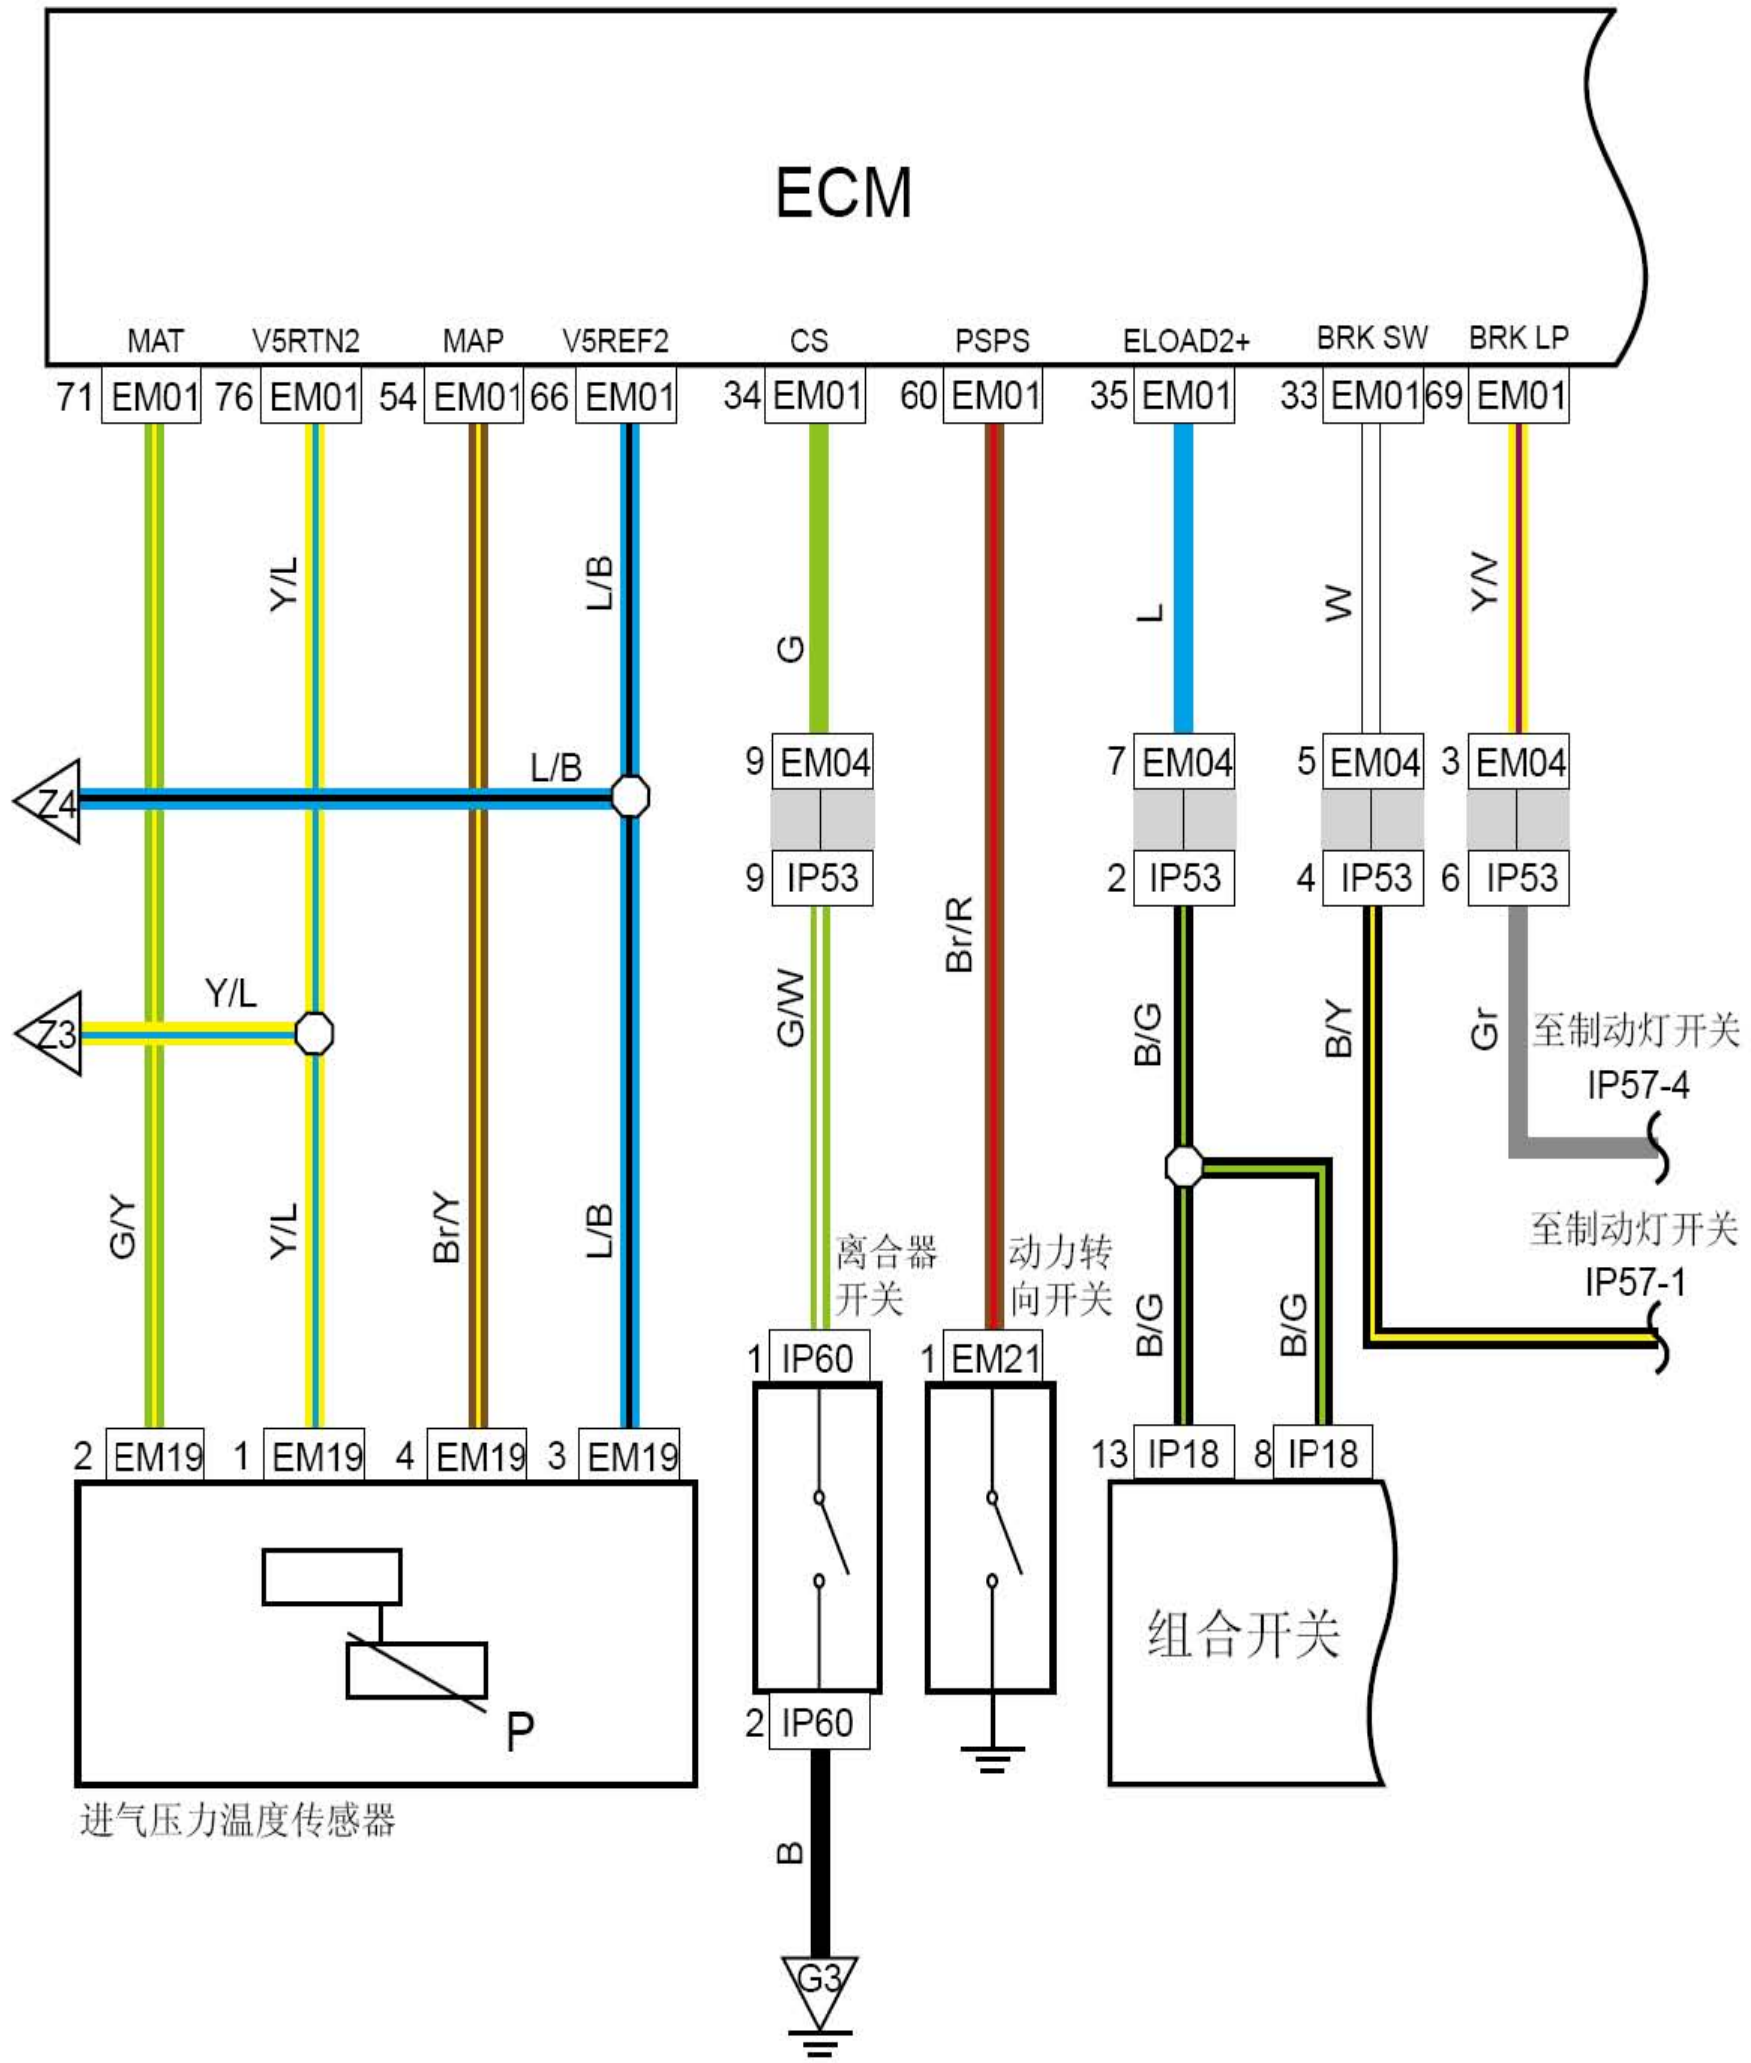 ECM
MAT V5RTN2 MAP V5REF2 CS PSPS ELOAD2+ BRK SW BRK LP
71 EM01 76 EM01 54 EM01 66 EM01 34 EM01 60 EM01 35 EM01 33 EM01 69 EM01
Y/L L/B G L W Y/V
L/B
9 EM04 7 EM04 5 EM04 3 EM04
Z4
9 IP53 2 IP53 4 IP53 6 IP53
Y/L
Z3
G/W Br/R B/G B/Y Gr
至制动灯开关
IP57-4
G/Y Y/L Br/Y L/B
离合器
开关
动力转
向开关
至制动灯开关
IP57-1
B/G B/G
1 IP60 1 EM21
2 EM19 1 EM19 4 EM19 3 EM19 13 IP18 8 IP18
组合开关
P
2 IP60
进气压力温度传感器
B
G3